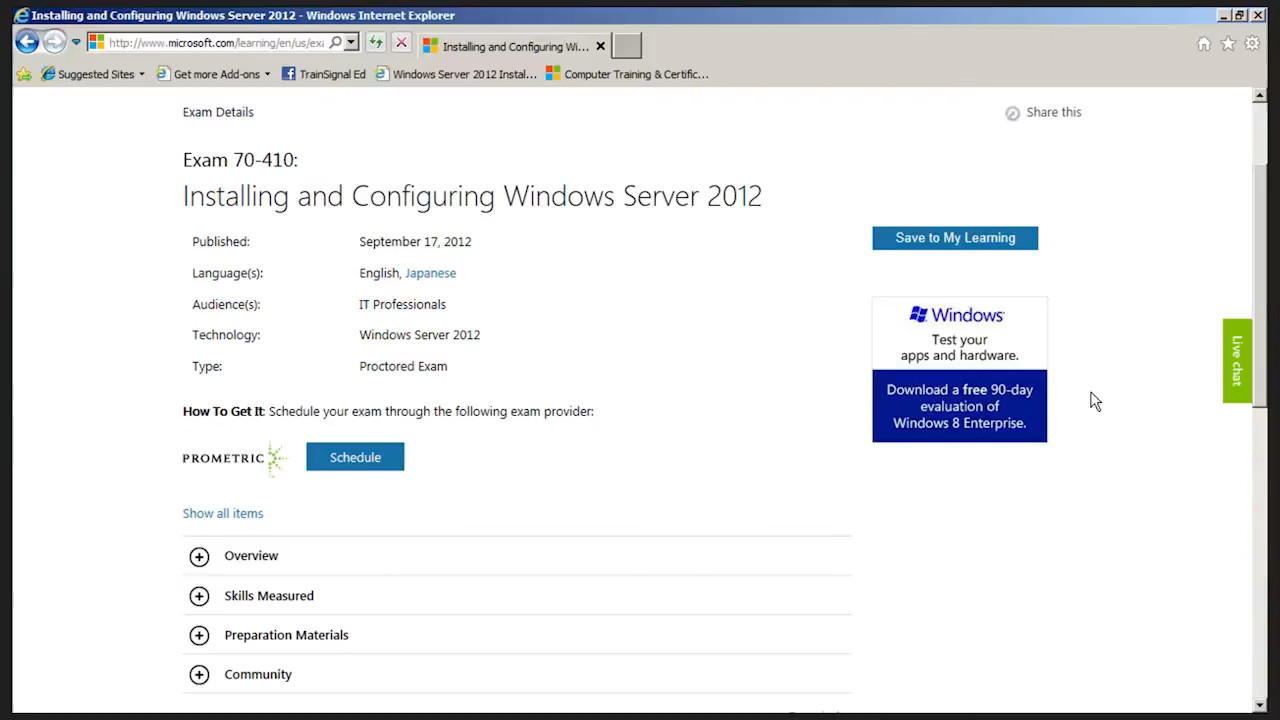 Installing and Configuring Windows Server 2012 - Windows Internet Explorer
http://www.microsoft.com/learning/en/us/exa
Installing and Configuring Wi...
Suggested Sites
Get more Add-ons
TrainSignal Ed
Windows Server 2012 Instal...
Computer Training & Certific...
Exam Details
Share this
Exam 70-410:
Installing and Configuring Windows Server 2012
Published: September 17, 2012
Save to My Learning
Language(s): English, Japanese
Audience(s): IT Professionals
Technology: Windows Server 2012
Type: Proctored Exam
Windows
Test your
apps and hardware.
Download a free 90-day
evaluation of
Windows 8 Enterprise.
Live chat
How To Get It: Schedule your exam through the following exam provider:
PROMETRIC
Schedule
Show all items
Overview
Skills Measured
Preparation Materials
Community